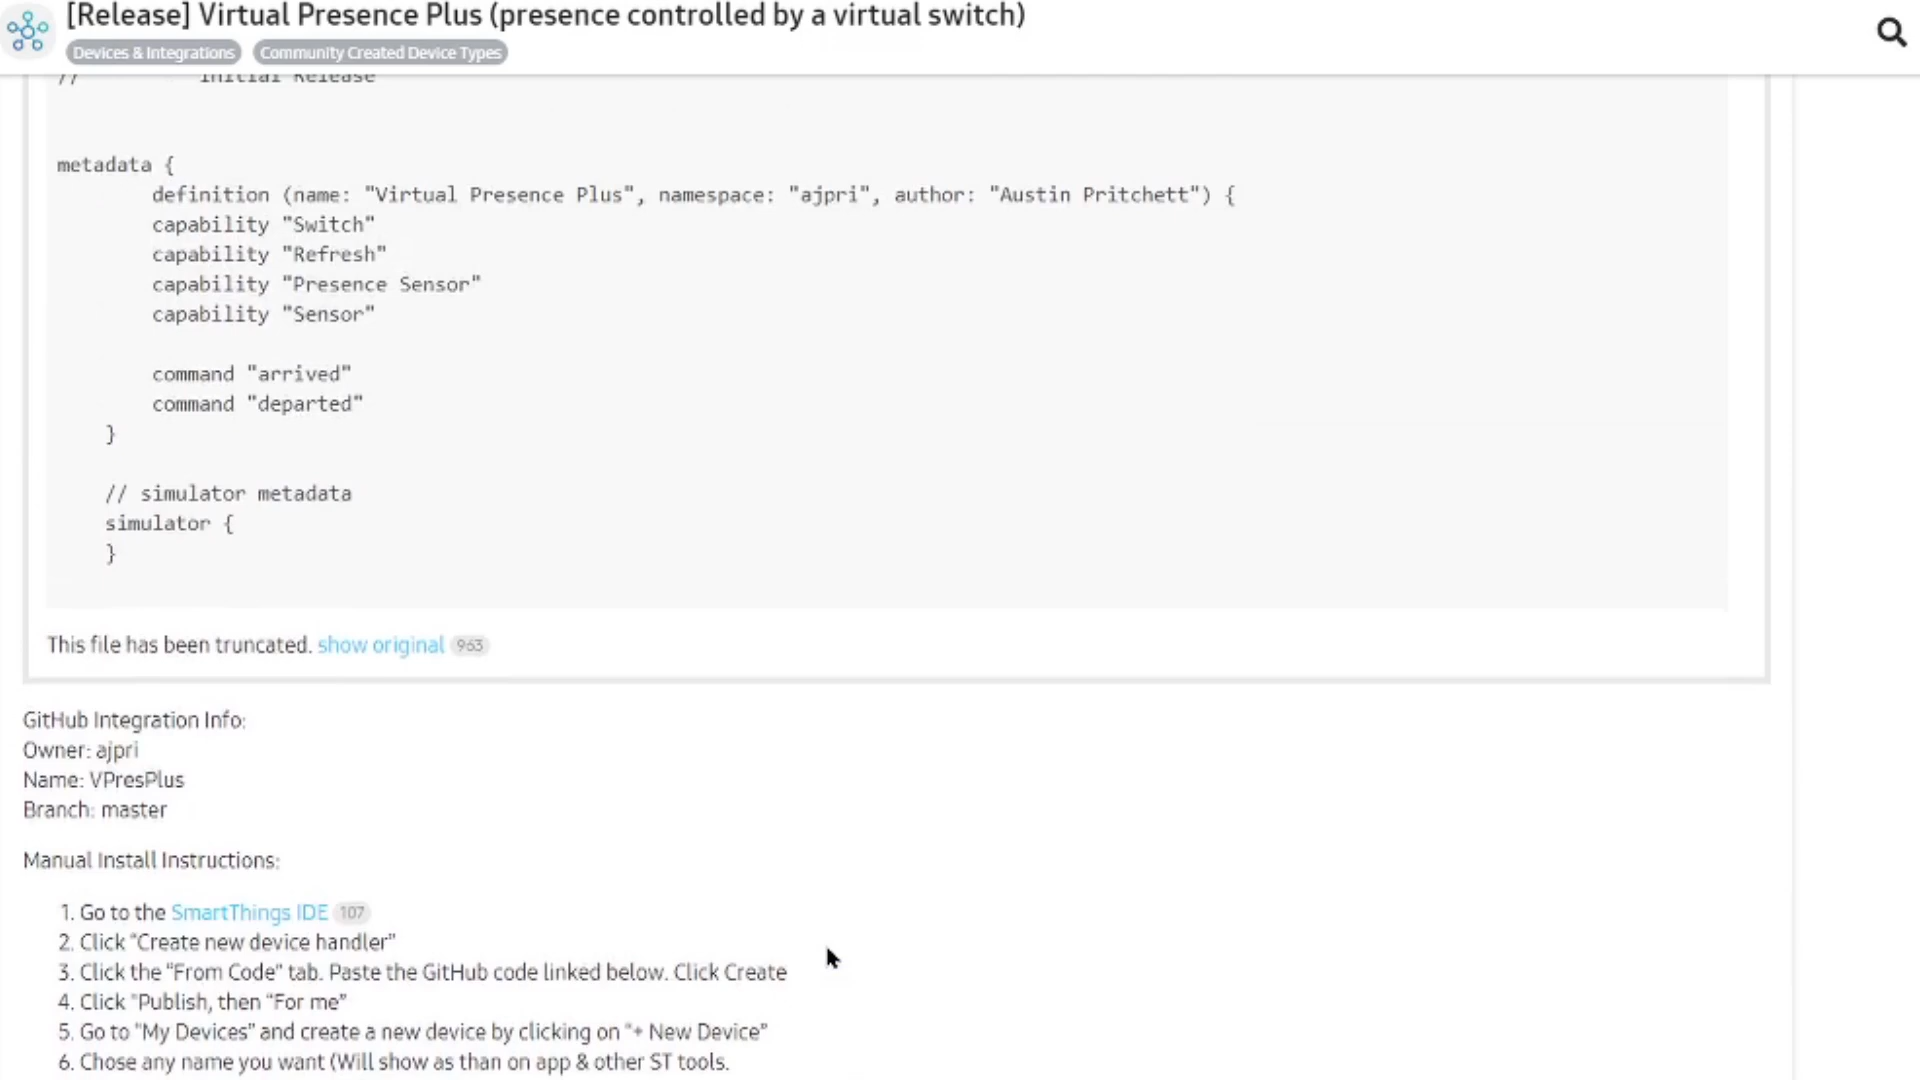 [Release] Virtual Presence Plus (presence controlled by a virtual switch)
Devices & Integrations Community Created Device Types
// Initial Release
metadata {
definition (name: "Virtual Presence Plus", namespace: "ajpri", author: "Austin Pritchett") {
capability "Switch"
capability "Refresh"
capability "Presence Sensor"
capability "Sensor"
command "arrived"
command "departed"
}
// simulator metadata
simulator {
}
This file has been truncated. show original 963
GitHub Integration Info:
Owner: ajpri
Name: VPresPlus
Branch: master
Manual Install Instructions:
1. Go to the SmartThings IDE 107
2. Click “Create new device handler”
3. Click the “From Code” tab. Paste the GitHub code linked below. Click Create
4. Click "Publish, then “For me”
5. Go to “My Devices” and create a new device by clicking on “+ New Device”
6. Chose any name you want (Will show as than on app & other ST tools.